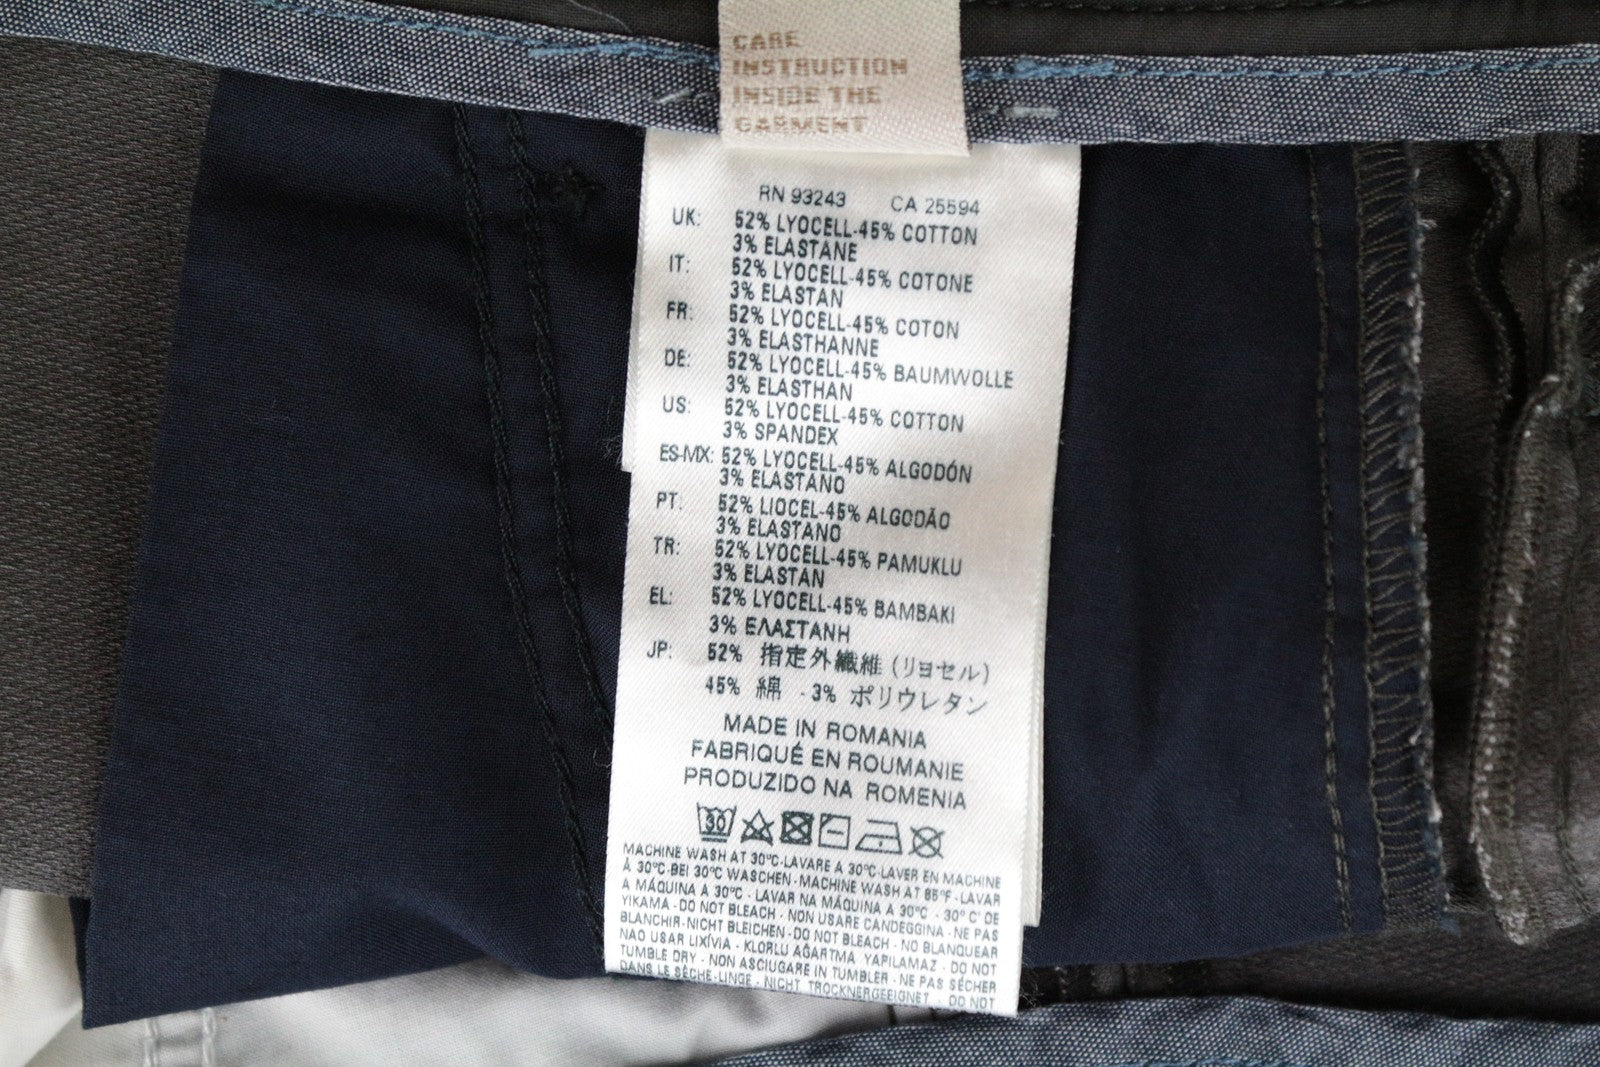 CARE
INSTRUCTION
INSIDE THE
GARMENT
RN 93243 CA 25594
UK: 52% LYOCELL-45% COTTON
3% ELASTANE
IT: 52% LYOCELL-45% COTONE
3% ELASTAN
FR: 52% LYOCELL-45% COTON
3% ELASTHANNE
DE: 52% LYOCELL-45% BAUMWOLLE
3% ELASTHAN
US: 52% LYOCELL-45% COTTON
3% SPANDEX
ES-MX: 52% LYOCELL-45% ALGODÓN
3% ELASTANO
PT: 52% LIOCEL-45% ALGODÃO
3% ELASTANO
TR: 52% LYOCELL-45% PAMUKLU
3% ELASTAN
EL: 52% LYOCELL-45% BAMBAKI
3% ΕΛΑΣΤΑΝΗ
JP: 52% 指定外繊維 (リヨセル)
45% 綿 - 3% ポリウレタン
MADE IN ROMANIA
FABRIQUÉ EN ROUMANIE
PRODUZIDO NA ROMENIA
30
MACHINE WASH AT 30°C-LAVARE A 30°C-LAVER EN MACHINE
À 30°C-BEI 30°C WASCHEN-MACHINE WASH AT 85°F-LAVAR
A MÁQUINA A 30°C - LAVAR NA MÁQUINA A 30°C - 30°C' DE
YIKAMA - DO NOT BLEACH - NON USARE CANDEGGINA - NE PAS
BLANCHIR-NICHT BLEICHEN-DO NOT BLEACH - NO BLANQUEAR
NAO USAR LIXÍVIA - KLORLU AĞARTMA YAPILAMAZ - DO NOT
TUMBLE DRY - NON ASCIUGARE IN TUMBLER - NE PAS SÉCHER
DANS LE SÈCHE-LINGE - NICHT TROCKNERGEEIGNET - DO NOT